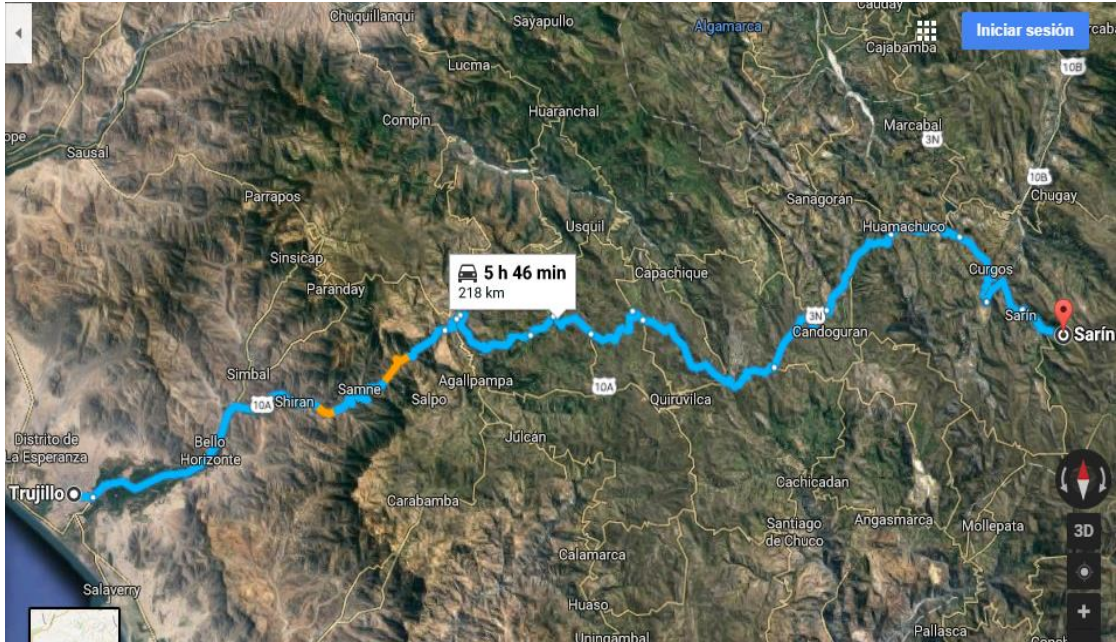 Chuquillanqui
Sayapullo
Algamarca
Cauday
Iniciar sesión
Cajabamba
10B
Lucma
Huaranchal
Compín
Marcabal
3N
Sausal
10B
Chugay
Parrapos
Sanagorán
Usquil
Huamachuco
Sinsicap
5 h 46 min
218 km
Capachique
Curgos
Paranday
3N
Candoguran
Sarín
Sarín
Simbal
Samne
Agallpampa
10A
10A
Shiran
Salpo
Quiruvilca
Distrito de
La Esperanza
Bello
Horizonte
Julcán
Trujillo
Cachicadan
Carabamba
Santiago
de Chuco
Angasmarca
Mollepata
3D
Calamarca
Salaverry
Huaso
+
Uningambal
Pallasca